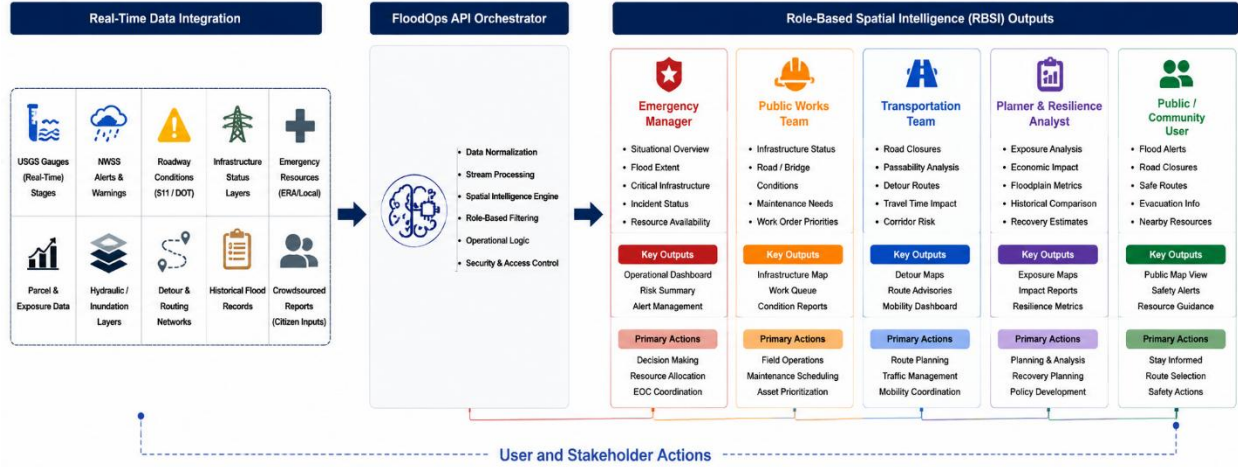 Real-Time Data Integration
USGS Gauges
(Real-Time)
Stages
NWSS
Alerts &
Warnings
Roadway
Conditions
(S11 / DOT)
Infrastructure
Status
Layers
Emergency
Resources
(ERA/Local)
Parcel &
Exposure Data
Hydraulic /
Inundation
Layers
Detour &
Routing
Networks
Historical Flood
Records
Crowdsourced
Reports
(Citizen Inputs)
FloodOps API Orchestrator
• Data Normalization
• Stream Processing
• Spatial Intelligence Engine
• Role-Based Filtering
• Operational Logic
• Security & Access Control
Role-Based Spatial Intelligence (RBSI) Outputs
Emergency
Manager
• Situational Overview
• Flood Extent
• Critical Infrastructure
• Incident Status
• Resource Availability
Key Outputs
Operational Dashboard
Risk Summary
Alert Management
Primary Actions
Decision Making
Resource Allocation
EOC Coordination
Public Works
Team
• Infrastructure Status
• Road / Bridge
Conditions
• Maintenance Needs
• Work Order Priorities
Key Outputs
Infrastructure Map
Work Queue
Condition Reports
Primary Actions
Field Operations
Maintenance Scheduling
Asset Prioritization
Transportation
Team
• Road Closures
• Passability Analysis
• Detour Routes
• Travel Time Impact
• Corridor Risk
Key Outputs
Detour Maps
Route Advisories
Mobility Dashboard
Primary Actions
Route Planning
Traffic Management
Mobility Coordination
Planer & Resilience
Analyst
• Exposure Analysis
• Economic Impact
• Floodplain Metrics
• Historical Comparison
• Recovery Estimates
Key Outputs
Exposure Maps
Impact Reports
Resilience Metrics
Primary Actions
Planning & Analysis
Recovery Planning
Policy Development
Public /
Community
User
• Flood Alerts
• Road Closures
• Safe Routes
• Evacuation Info
• Nearby Resources
Key Outputs
Public Map View
Safety Alerts
Resource Guidance
Primary Actions
Stay Informed
Route Selection
Safety Actions
User and Stakeholder Actions